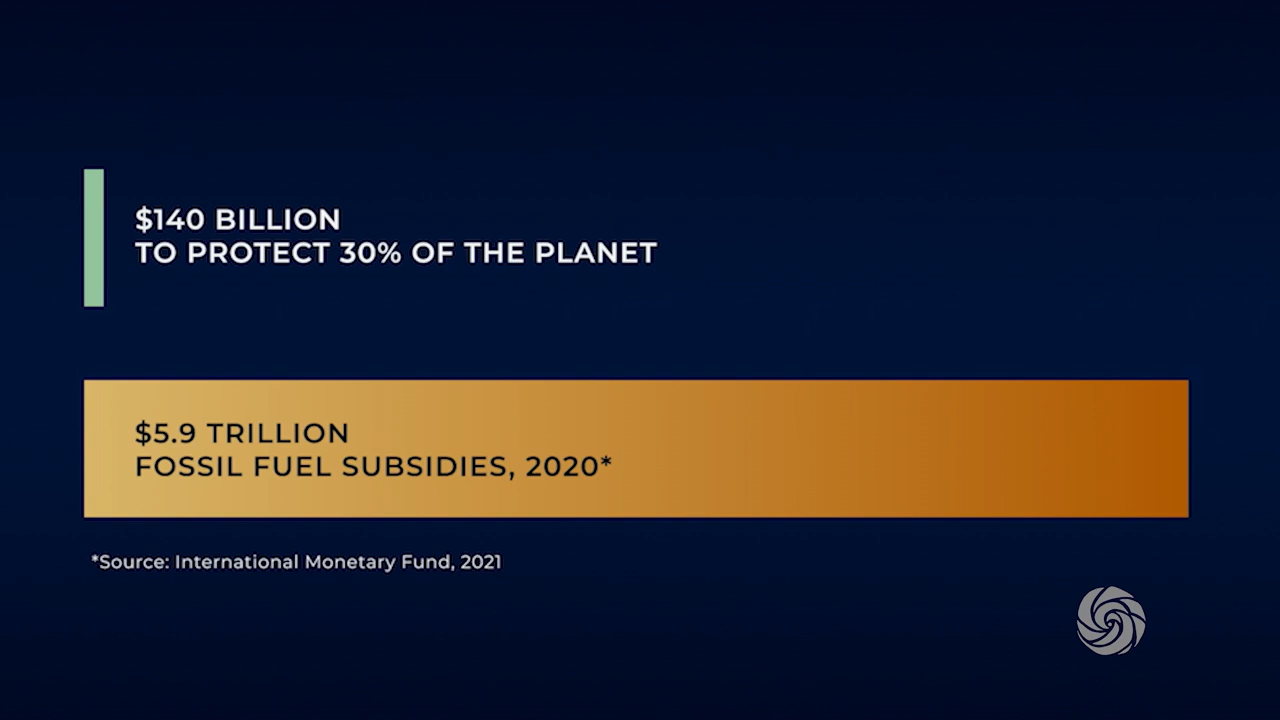 $140 BILLION
TO PROTECT 30% OF THE PLANET
$5.9 TRILLION
FOSSIL FUEL SUBSIDIES, 2020*
*Source: International Monetary Fund, 2021